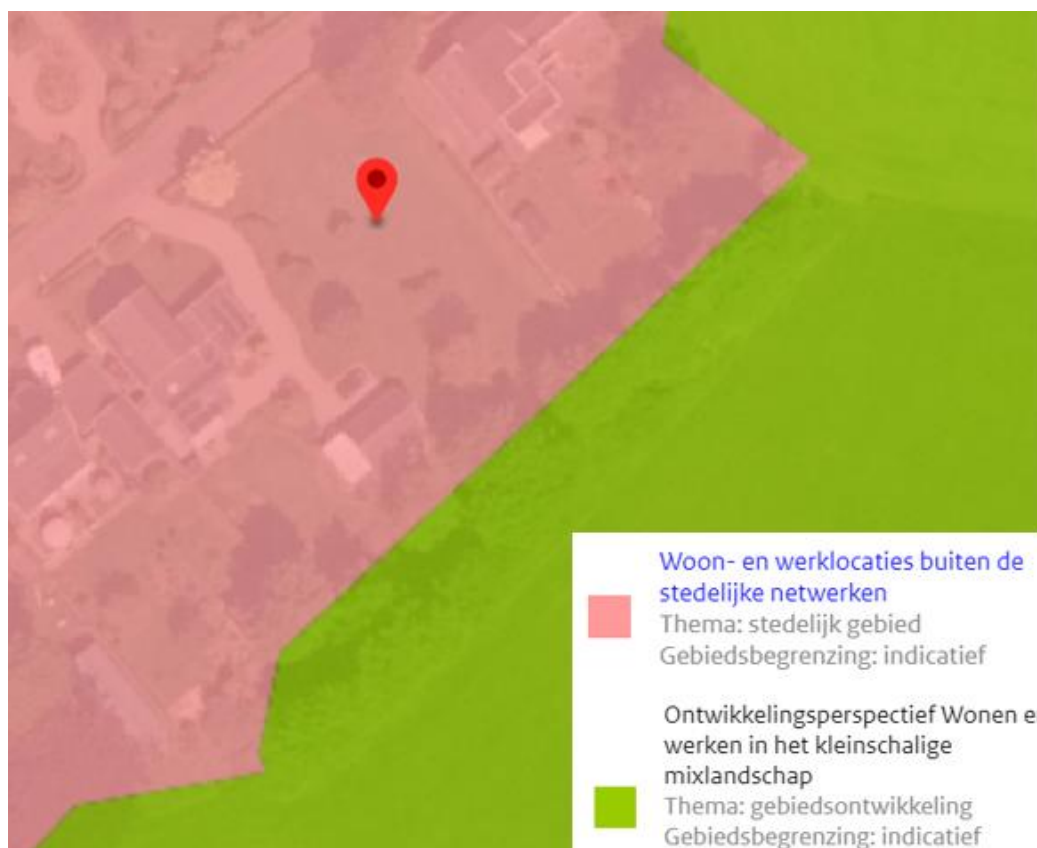 Woon- en werklocaties buiten de
stedelijke netwerken
Thema: stedelijk gebied
Gebiedsbegrenzing: indicatief
Ontwikkelingsperspectief Wonen e
werken in het kleinschalige
mixlandschap
Thema: gebiedsontwikkeling
Gebiedsbegrenzing: indicatief